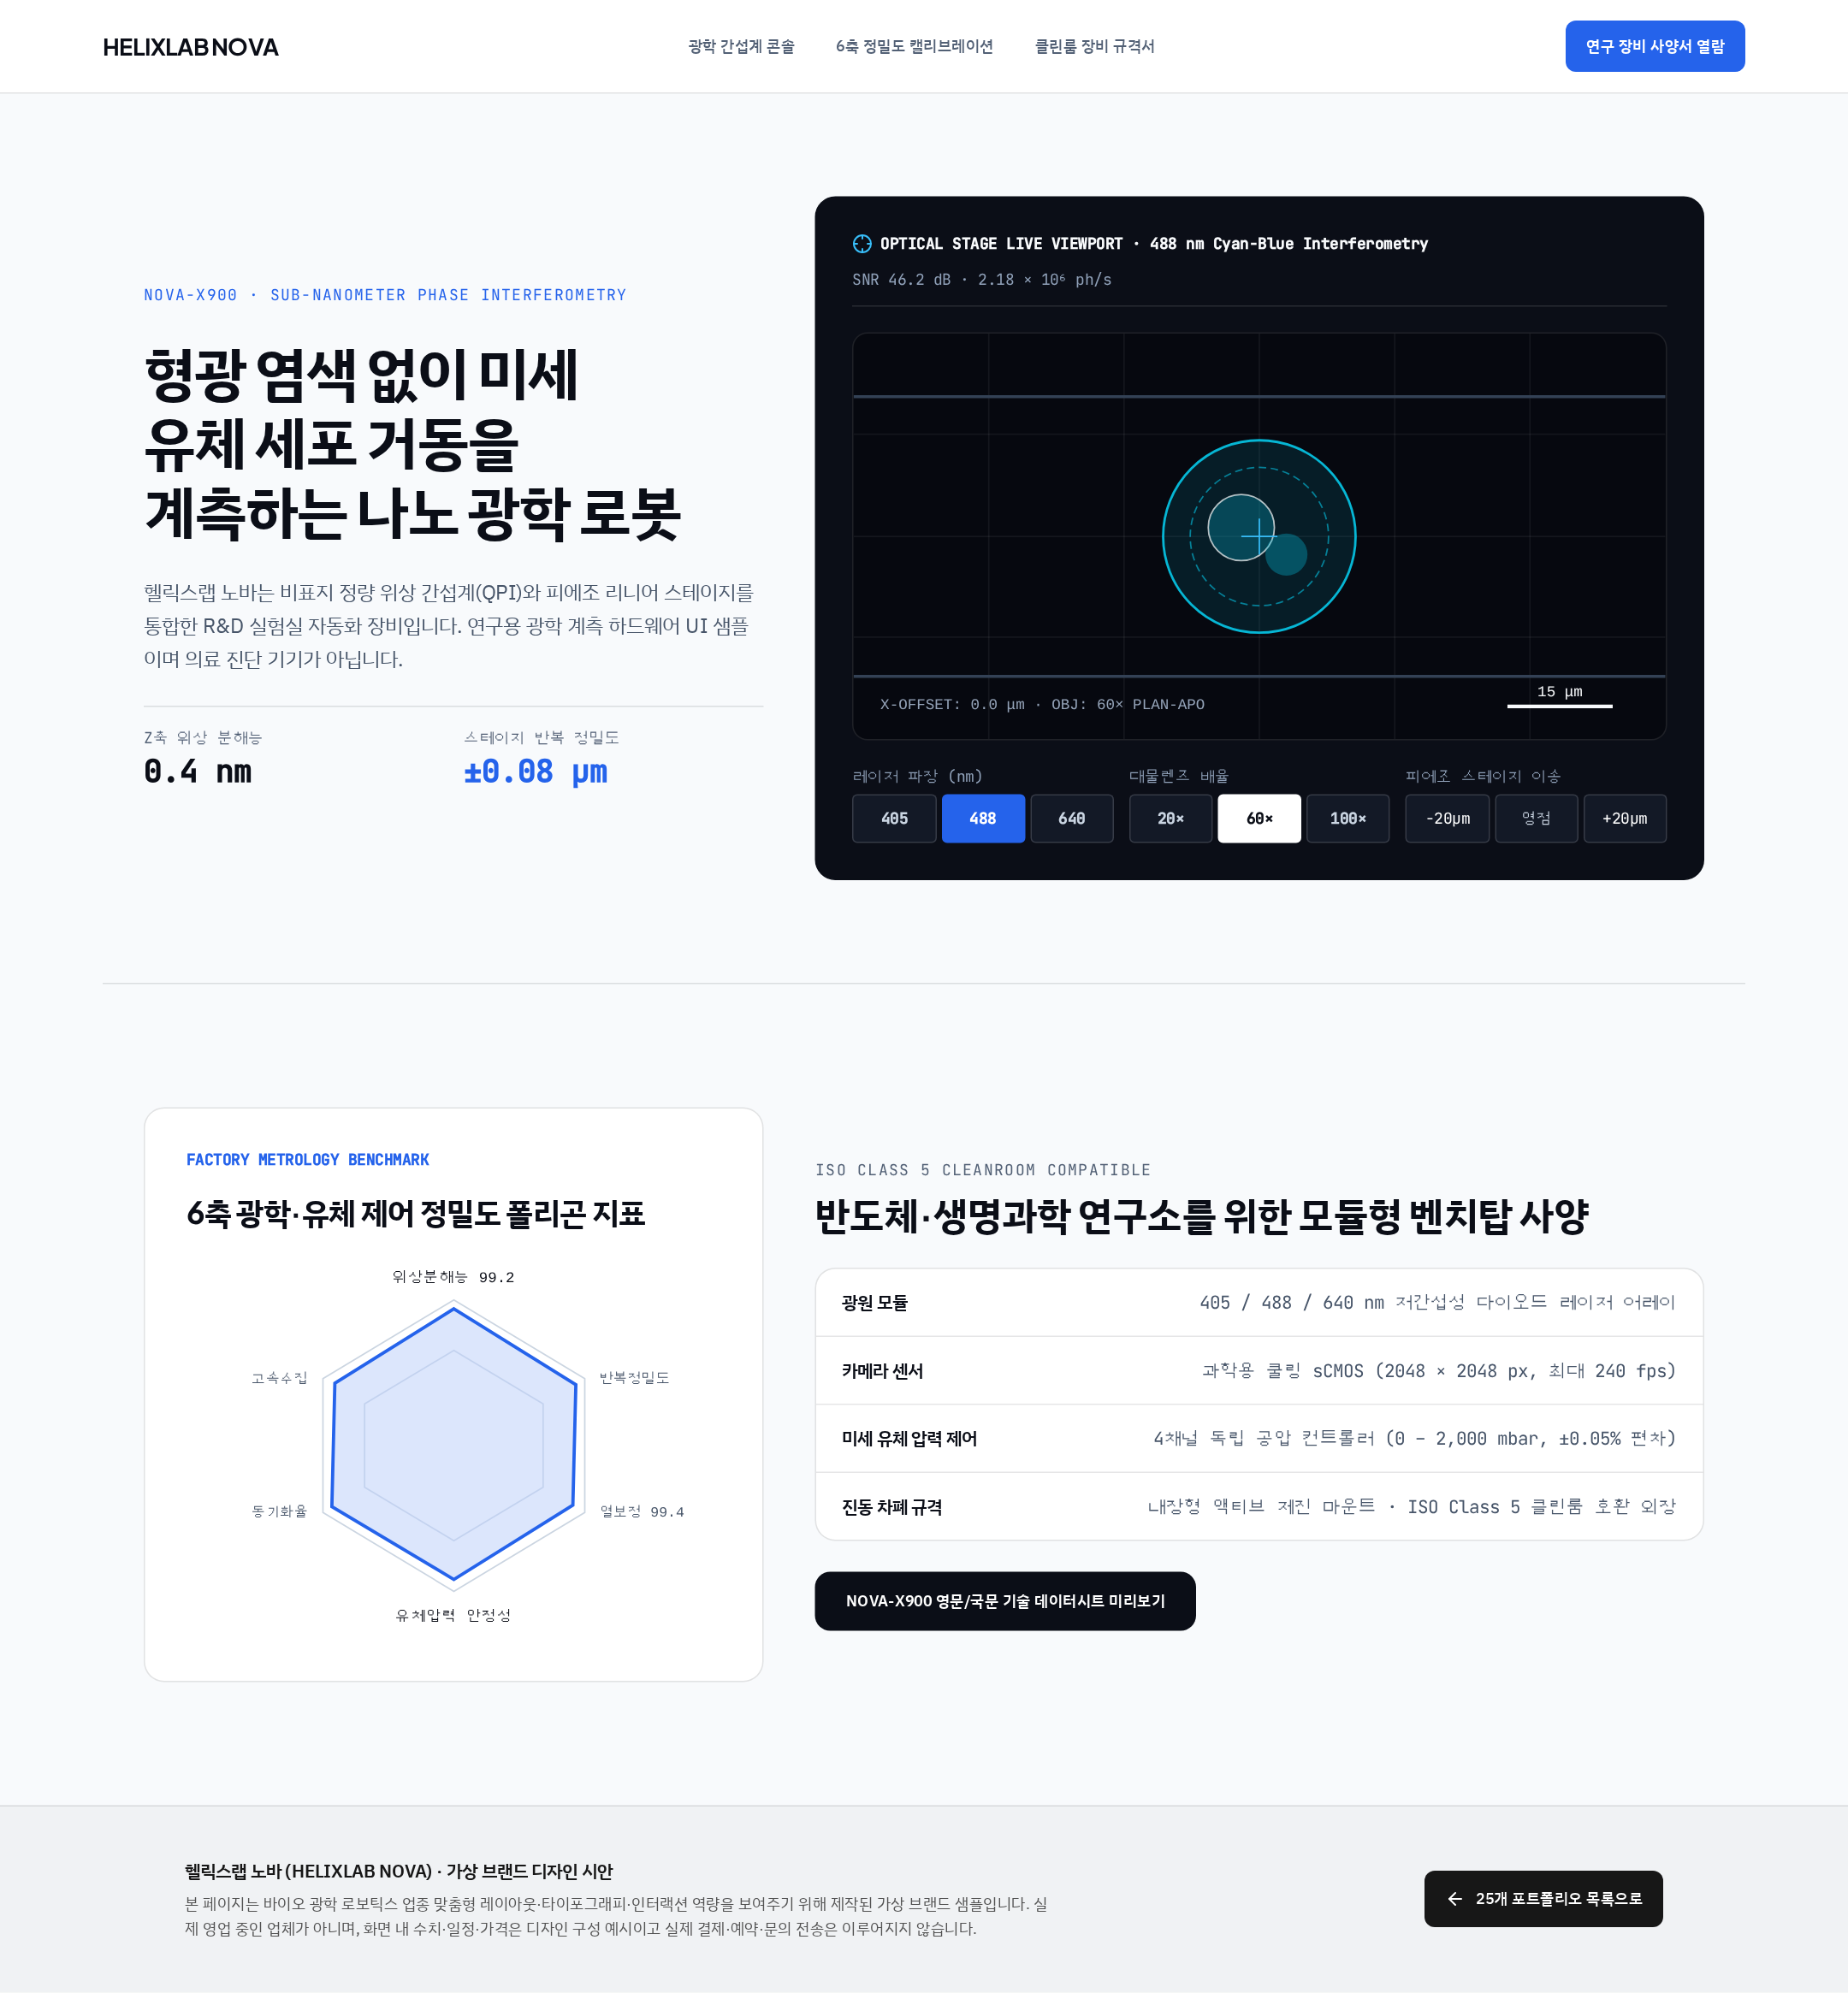 HELIXLAB NOVA
광학 간섭계 콘솔
6축 정밀도 캘리브레이션
클린룸 장비 규격서
연구 장비 사양서 열람
NOVA-X900 · SUB-NANOMETER PHASE INTERFEROMETRY
형광 염색 없이 미세
유체 세포 거동을
계측하는 나노 광학 로봇
헬릭스랩 노바는 비표지 정량 위상 간섭계(QPI)와 피에조 리니어 스테이지를
통합한 R&D 실험실 자동화 장비입니다. 연구용 광학 계측 하드웨어 UI 샘플
이며 의료 진단 기기가 아닙니다.
Z축 위상 분해능
0.4 nm
스테이지 반복 정밀도
±0.08 μm
OPTICAL STAGE LIVE VIEWPORT · 488 nm Cyan-Blue Interferometry
SNR 46.2 dB · 2.18 × 10⁶ ph/s
X-OFFSET: 0.0 μm · OBJ: 60× PLAN-APO
15 μm
레이저 파장 (nm)
405
488
640
대물렌즈 배율
20×
60×
100×
피에조 스테이지 이송
-20μm
영점
+20μm
FACTORY METROLOGY BENCHMARK
6축 광학·유체 제어 정밀도 폴리곤 지표
위상분해능 99.2
고속수집
반복정밀도
동기화율
열보정 99.4
유체압력 안정성
ISO CLASS 5 CLEANROOM COMPATIBLE
반도체·생명과학 연구소를 위한 모듈형 벤치탑 사양
광원 모듈
405 / 488 / 640 nm 저간섭성 다이오드 레이저 어레이
카메라 센서
과학용 쿨링 sCMOS (2048 × 2048 px, 최대 240 fps)
미세 유체 압력 제어
4채널 독립 공압 컨트롤러 (0 – 2,000 mbar, ±0.05% 편차)
진동 차폐 규격
내장형 액티브 제진 마운트 · ISO Class 5 클린룸 호환 외장
NOVA-X900 영문/국문 기술 데이터시트 미리보기
헬릭스랩 노바 (HELIXLAB NOVA) · 가상 브랜드 디자인 시안
본 페이지는 바이오 광학 로보틱스 업종 맞춤형 레이아웃·타이포그래피·인터랙션 역량을 보여주기 위해 제작된 가상 브랜드 샘플입니다. 실
제 영업 중인 업체가 아니며, 화면 내 수치·일정·가격은 디자인 구성 예시이고 실제 결제·예약·문의 전송은 이루어지지 않습니다.
← 25개 포트폴리오 목록으로